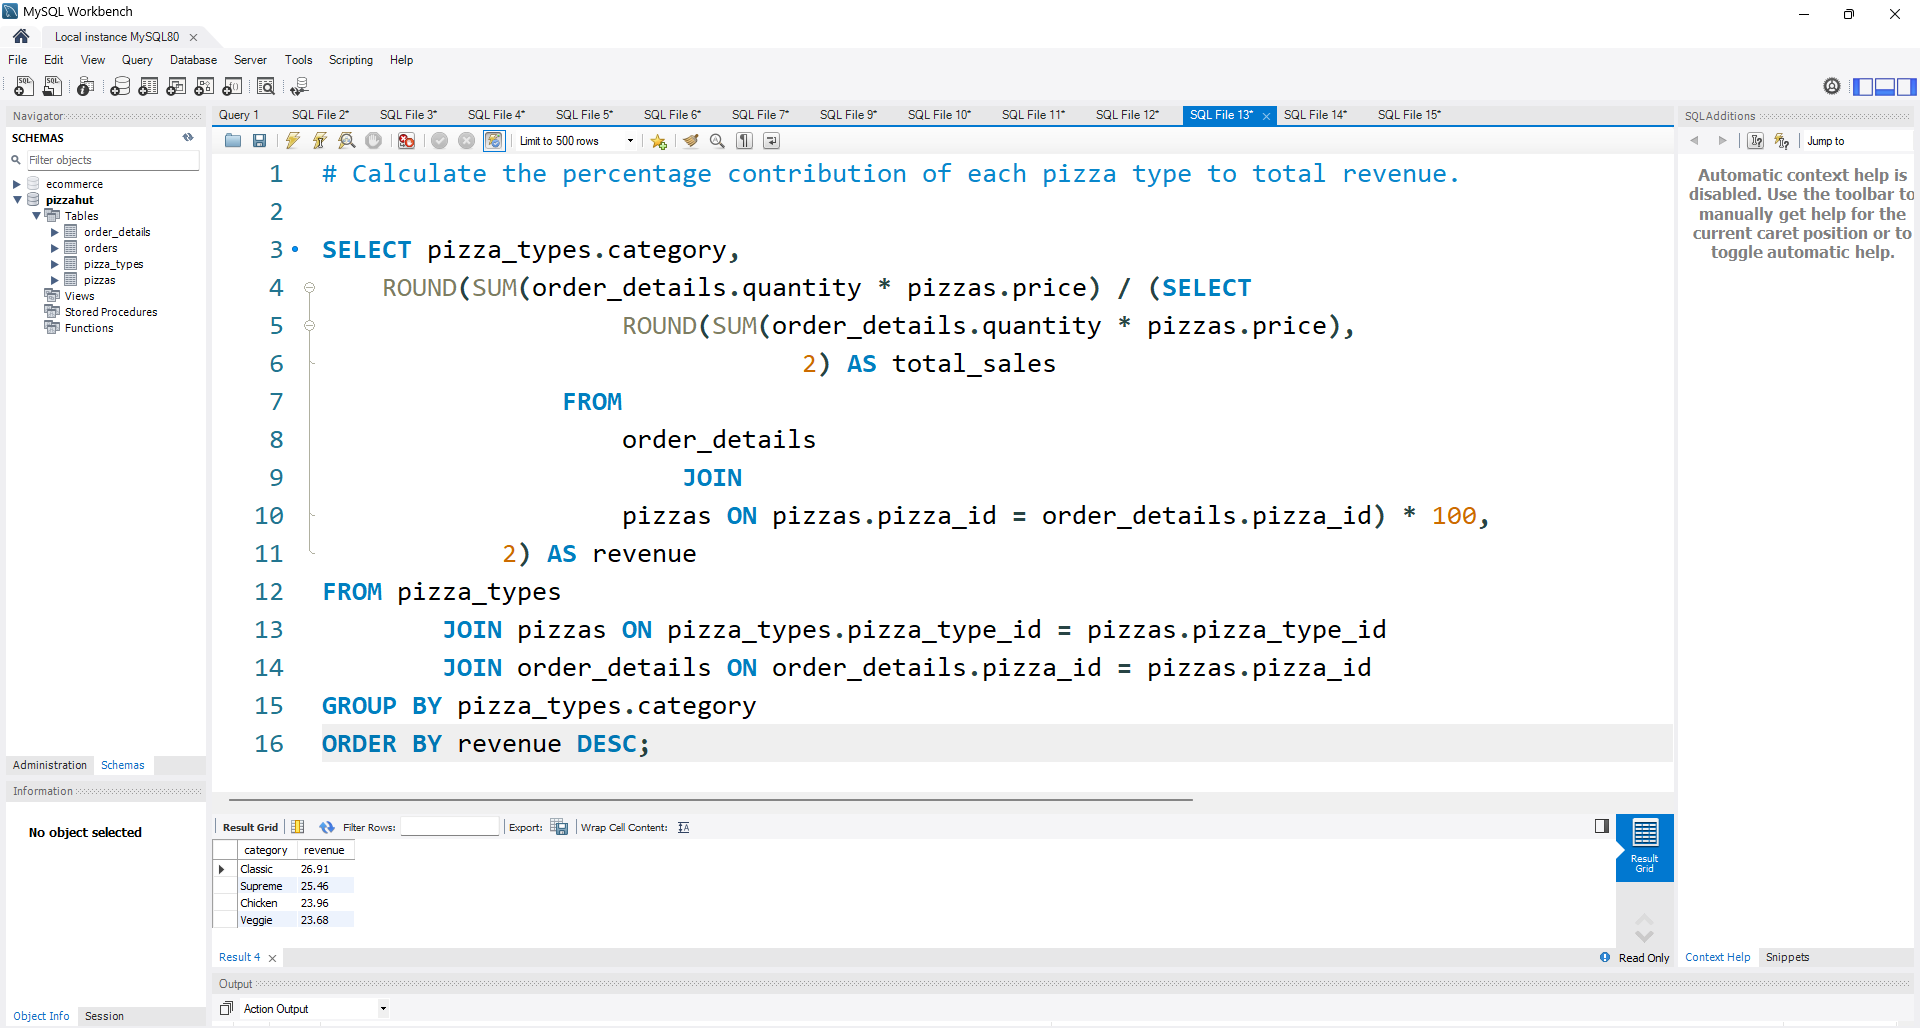 MySQL Workbench
Local instance MySQL80
File Edit View Query Database Server Tools Scripting Help
Navigator
SCHEMAS
Filter objects
ecommerce
pizzahut
Tables
order_details
orders
pizza_types
pizzas
Views
Stored Procedures
Functions
Administration Schemas
Information
No object selected
Object Info Session
Query 1 SQL File 2* SQL File 3* SQL File 4* SQL File 5* SQL File 6* SQL File 7* SQL File 9* SQL File 10* SQL File 11* SQL File 12* SQL File 13* SQL File 14* SQL File 15*
Limit to 500 rows
1 # Calculate the percentage contribution of each pizza type to total revenue.
2
3 SELECT pizza_types.category,
4 ROUND(SUM(order_details.quantity * pizzas.price) / (SELECT
5 ROUND(SUM(order_details.quantity * pizzas.price),
6 2) AS total_sales
7 FROM
8 order_details
9 JOIN
10 pizzas ON pizzas.pizza_id = order_details.pizza_id) * 100,
11 2) AS revenue
12 FROM pizza_types
13 JOIN pizzas ON pizza_types.pizza_type_id = pizzas.pizza_type_id
14 JOIN order_details ON order_details.pizza_id = pizzas.pizza_id
15 GROUP BY pizza_types.category
16 ORDER BY revenue DESC;
Result Grid Filter Rows: Export: Wrap Cell Content:
category revenue
Classic 26.91
Supreme 25.46
Chicken 23.96
Veggie 23.68
Result
Grid
Result 4
Read Only
Output
Action Output
SQLAdditions
Jump to
Automatic context help is
disabled. Use the toolbar to
manually get help for the
current caret position or to
toggle automatic help.
Context Help Snippets